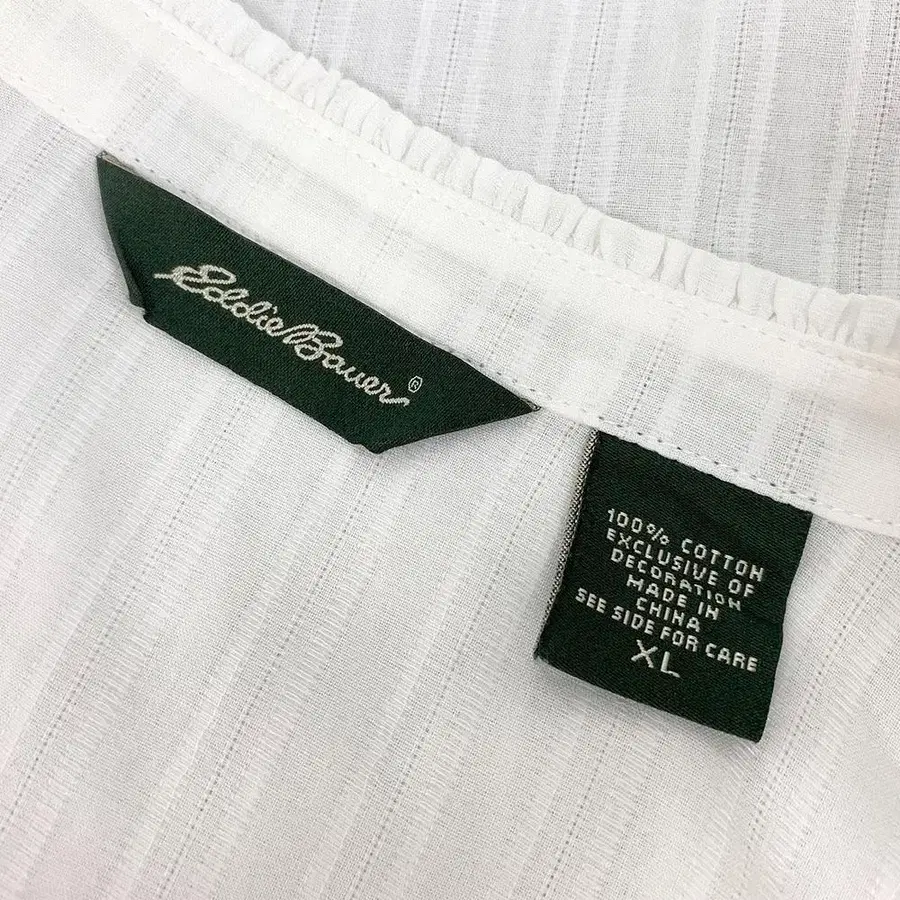 Eddie Bauer®
100% COTTON
EXCLUSIVE OF
DECORATION
MADE IN
CHINA
SEE SIDE FOR CARE
XL